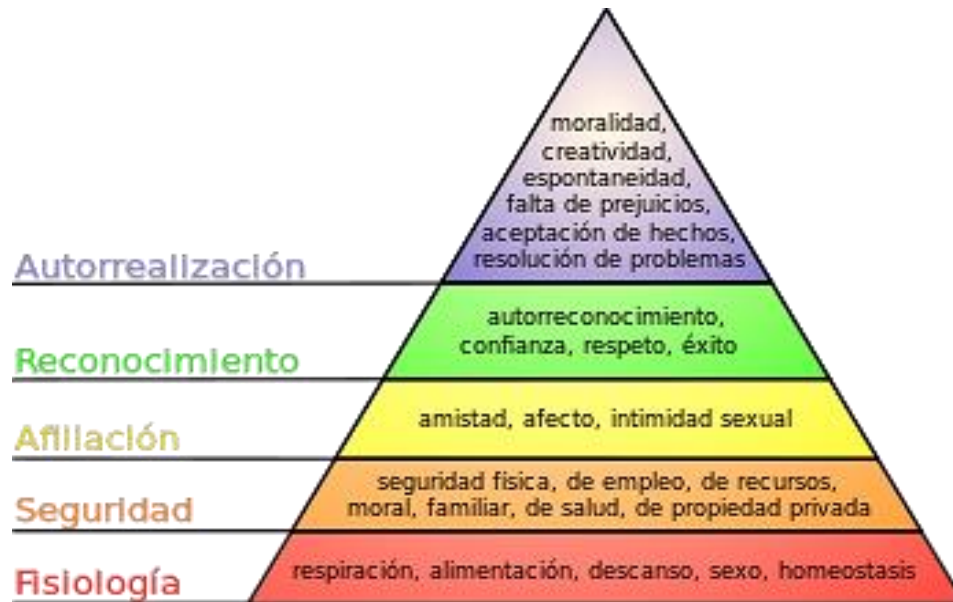 moralidad,
creatividad,
espontaneidad,
falta de prejuicios,
aceptación de hechos,
resolución de problemas
Autorrealización
autorreconocimiento,
confianza, respeto, éxito
Reconocimiento
amistad, afecto, intimidad sexual
Afiliación
seguridad física, de empleo, de recursos,
moral, familiar, de salud, de propiedad privada
Seguridad
respiración, alimentación, descanso, sexo, homeostasis
Fisiología